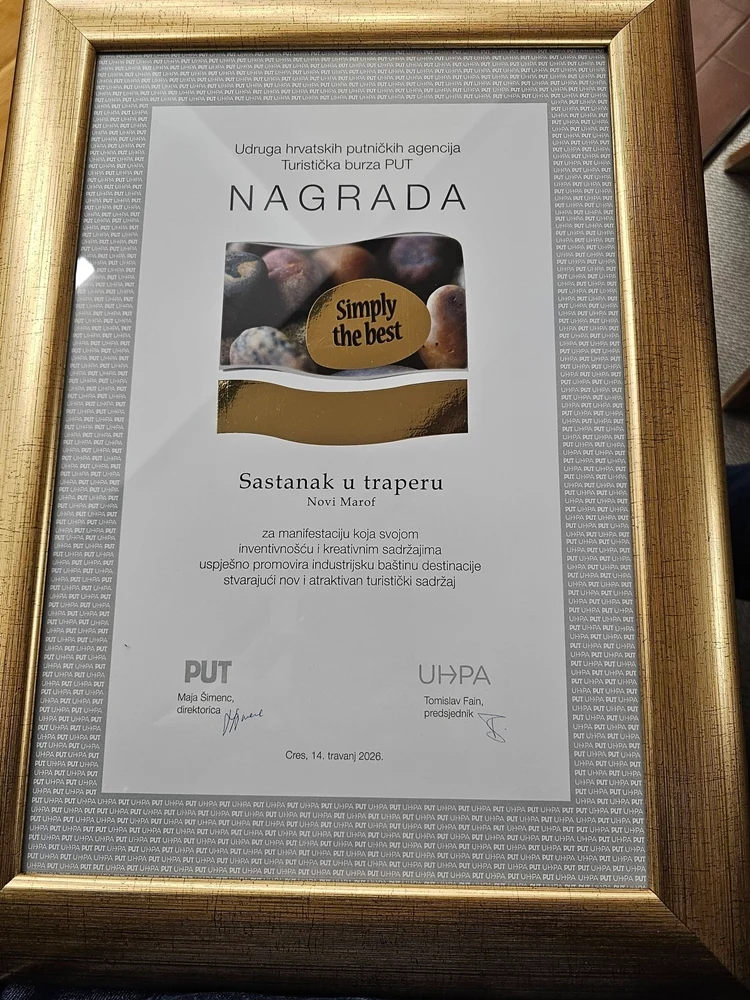 Udruga hrvatskih putničkih agencija
Turistička burza PUT
NAGRADA
Simply
the best
Sastanak u traperu
Novi Marof
za manifestaciju koja svojom
inventivnošću i kreativnim sadržajima
uspješno promovira industrijsku baštinu destinacije
stvarajući nov i atraktivan turistički sadržaj
PUT
Maja Šimenc,
direktorica
UHPA
Tomislav Fain,
predsjednik
Cres, 14. travanj 2026.